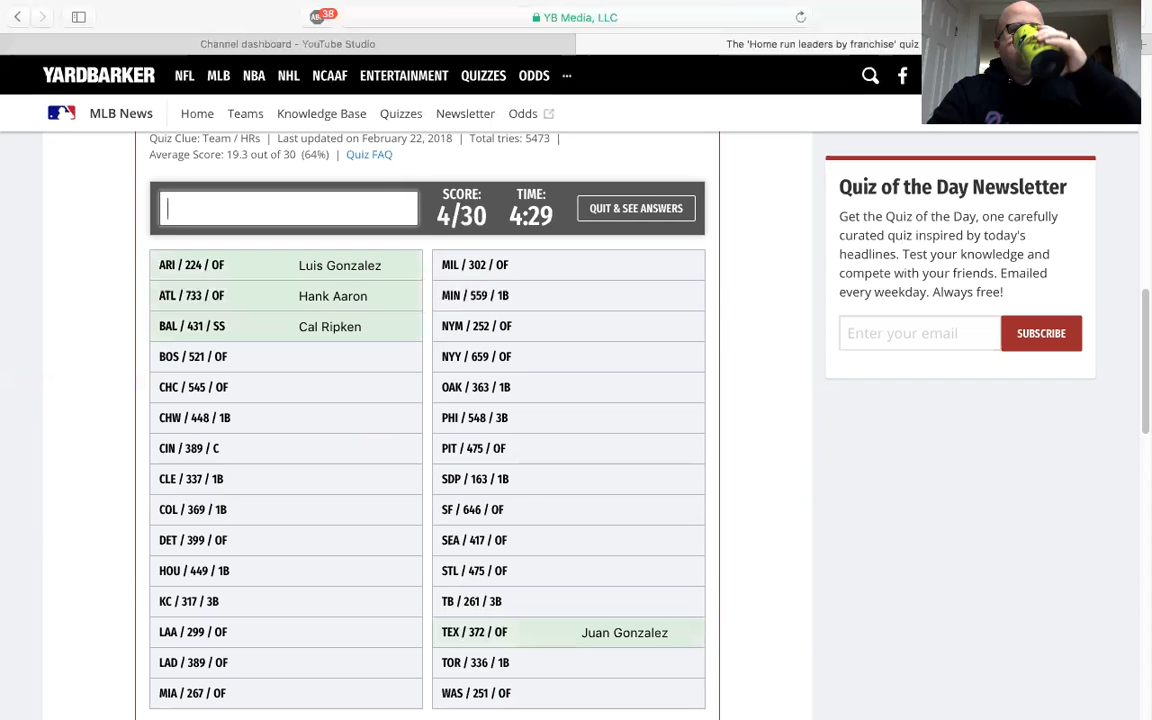 38
YB Media, LLC
Channel dashboard - YouTube Studio
The 'Home run leaders by franchise' quiz
YARDBARKER NFL MLB NBA NHL NCAAF ENTERTAINMENT QUIZZES ODDS ...
MLB News Home Teams Knowledge Base Quizzes Newsletter Odds
Quiz Clue: Team / HRs | Last updated on February 22, 2018 | Total tries: 5473 |
Average Score: 19.3 out of 30 (64%) | Quiz FAQ
SCORE: TIME:
4/30 4:29 QUIT & SEE ANSWERS
ARI / 224 / OF Luis Gonzalez
ATL / 733 / OF Hank Aaron
BAL / 431 / SS Cal Ripken
BOS / 521 / OF
CHC / 545 / OF
CHW / 448 / 1B
CIN / 389 / C
CLE / 337 / 1B
COL / 369 / 1B
DET / 399 / OF
HOU / 449 / 1B
KC / 317 / 3B
LAA / 299 / OF
LAD / 389 / OF
MIA / 267 / OF
MIL / 302 / OF
MIN / 559 / 1B
NYM / 252 / OF
NYY / 659 / OF
OAK / 363 / 1B
PHI / 548 / 3B
PIT / 475 / OF
SDP / 163 / 1B
SF / 646 / OF
SEA / 417 / OF
STL / 475 / OF
TB / 261 / 3B
TEX / 372 / OF Juan Gonzalez
TOR / 336 / 1B
WAS / 251 / OF
Quiz of the Day Newsletter
Get the Quiz of the Day, one carefully
curated quiz inspired by today's
headlines. Test your knowledge and
compete with your friends. Emailed
every weekday. Always free!
Enter your email SUBSCRIBE